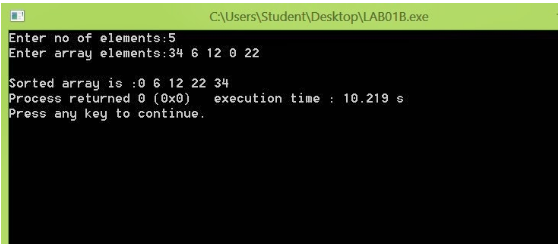 C:\Users\Student\Desktop\LAB01B.exe
Enter no of elements:5
Enter array elements:34 6 12 0 22
Sorted array is :0 6 12 22 34
Process returned 0 (0x0)   execution time : 10.219 s
Press any key to continue.